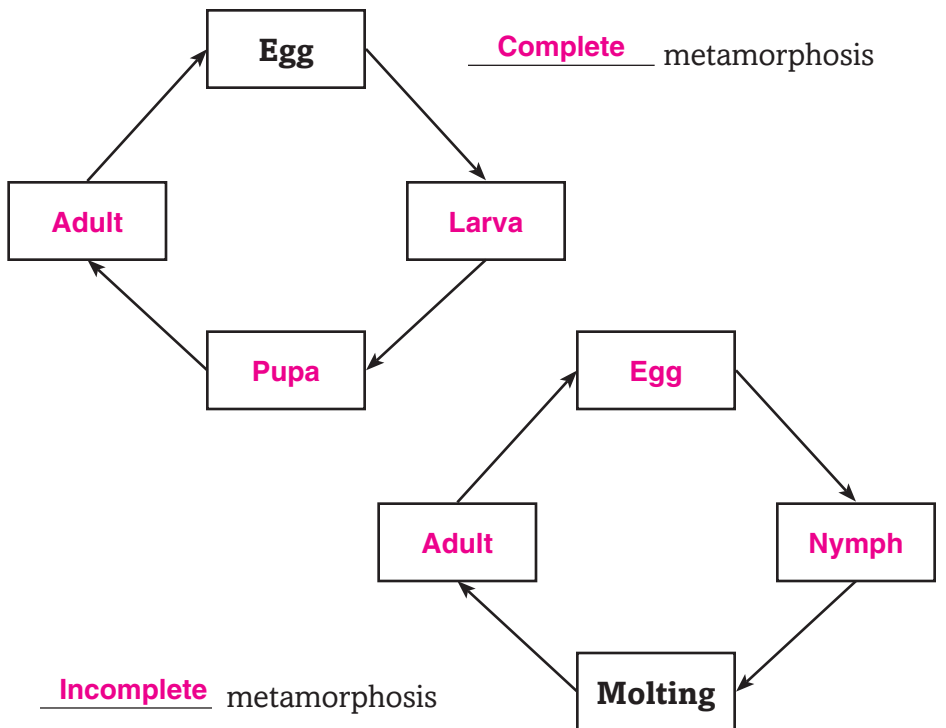 Egg
Complete metamorphosis
Adult
Larva
Pupa
Egg
Adult
Nymph
Molting
Incomplete metamorphosis